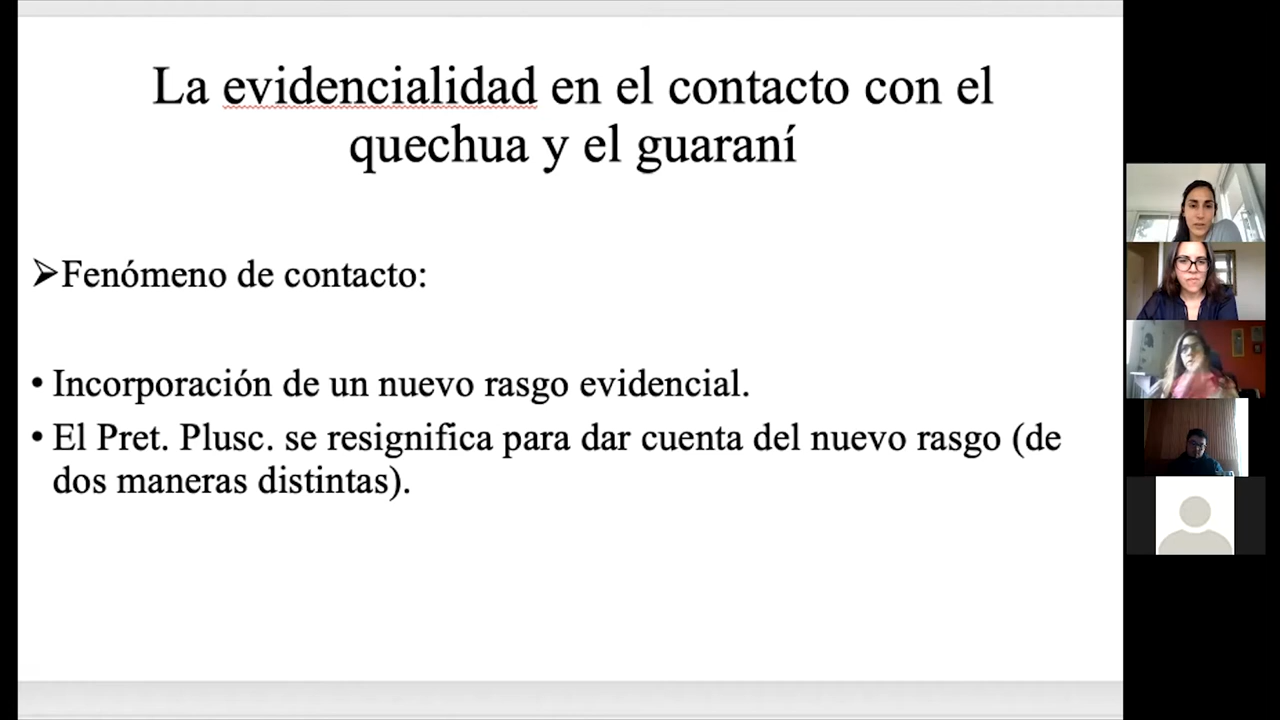 La evidencialidad en el contacto con el
quechua y el guaraní
➢Fenómeno de contacto:
• Incorporación de un nuevo rasgo evidencial.
• El Pret. Plusc. se resignifica para dar cuenta del nuevo rasgo (de
dos maneras distintas).